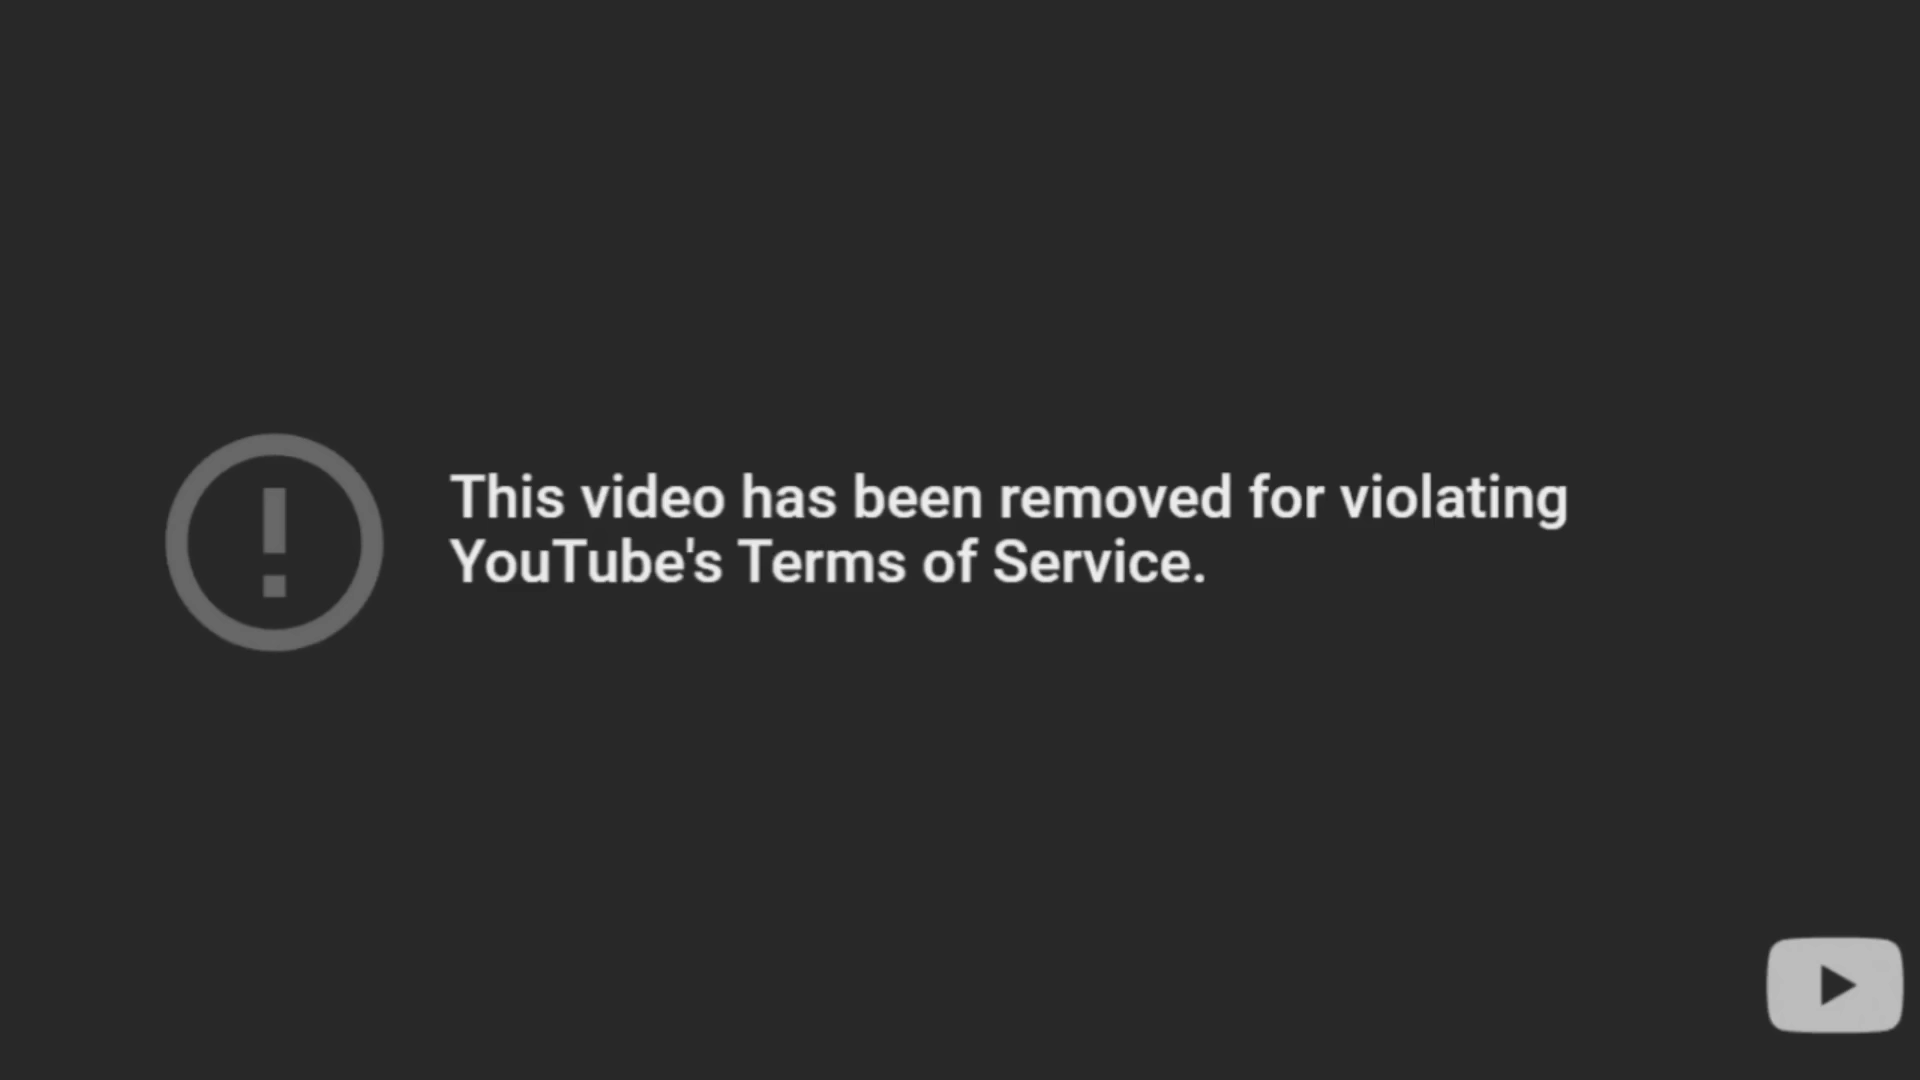 This video has been removed for violating
YouTube's Terms of Service.